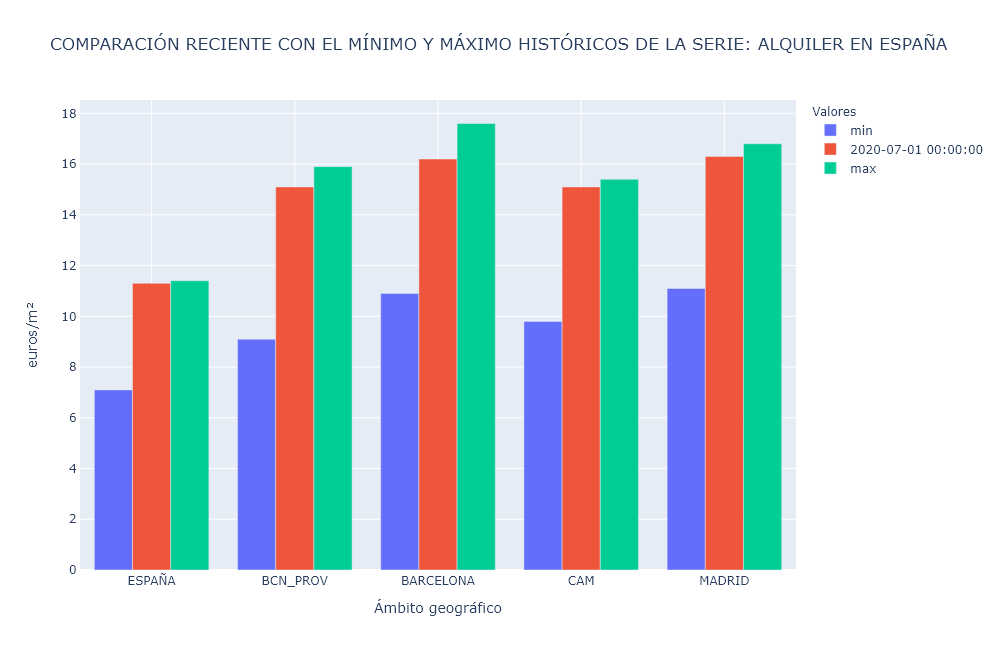 COMPARACIÓN RECIENTE CON EL MÍNIMO Y MÁXIMO HISTÓRICOS DE LA SERIE: ALQUILER EN ESPAÑA
Valores
min
2020-07-01 00:00:00
max
euros/m²
18
16
14
12
10
8
6
4
2
0
ESPAÑA
BCN_PROV
BARCELONA
CAM
MADRID
Ámbito geográfico